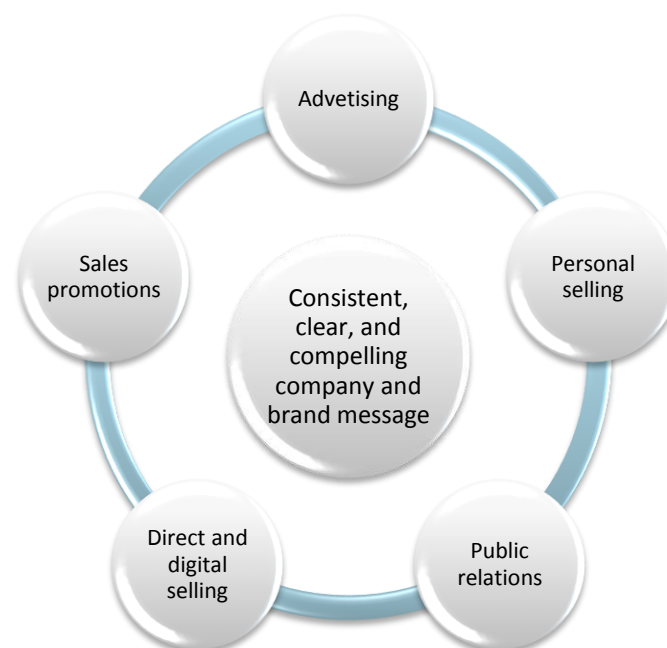 Advetising
Sales
promotions
Personal
selling
Consistent,
clear, and
compelling
company and
brand message
Direct and
digital
selling
Public
relations